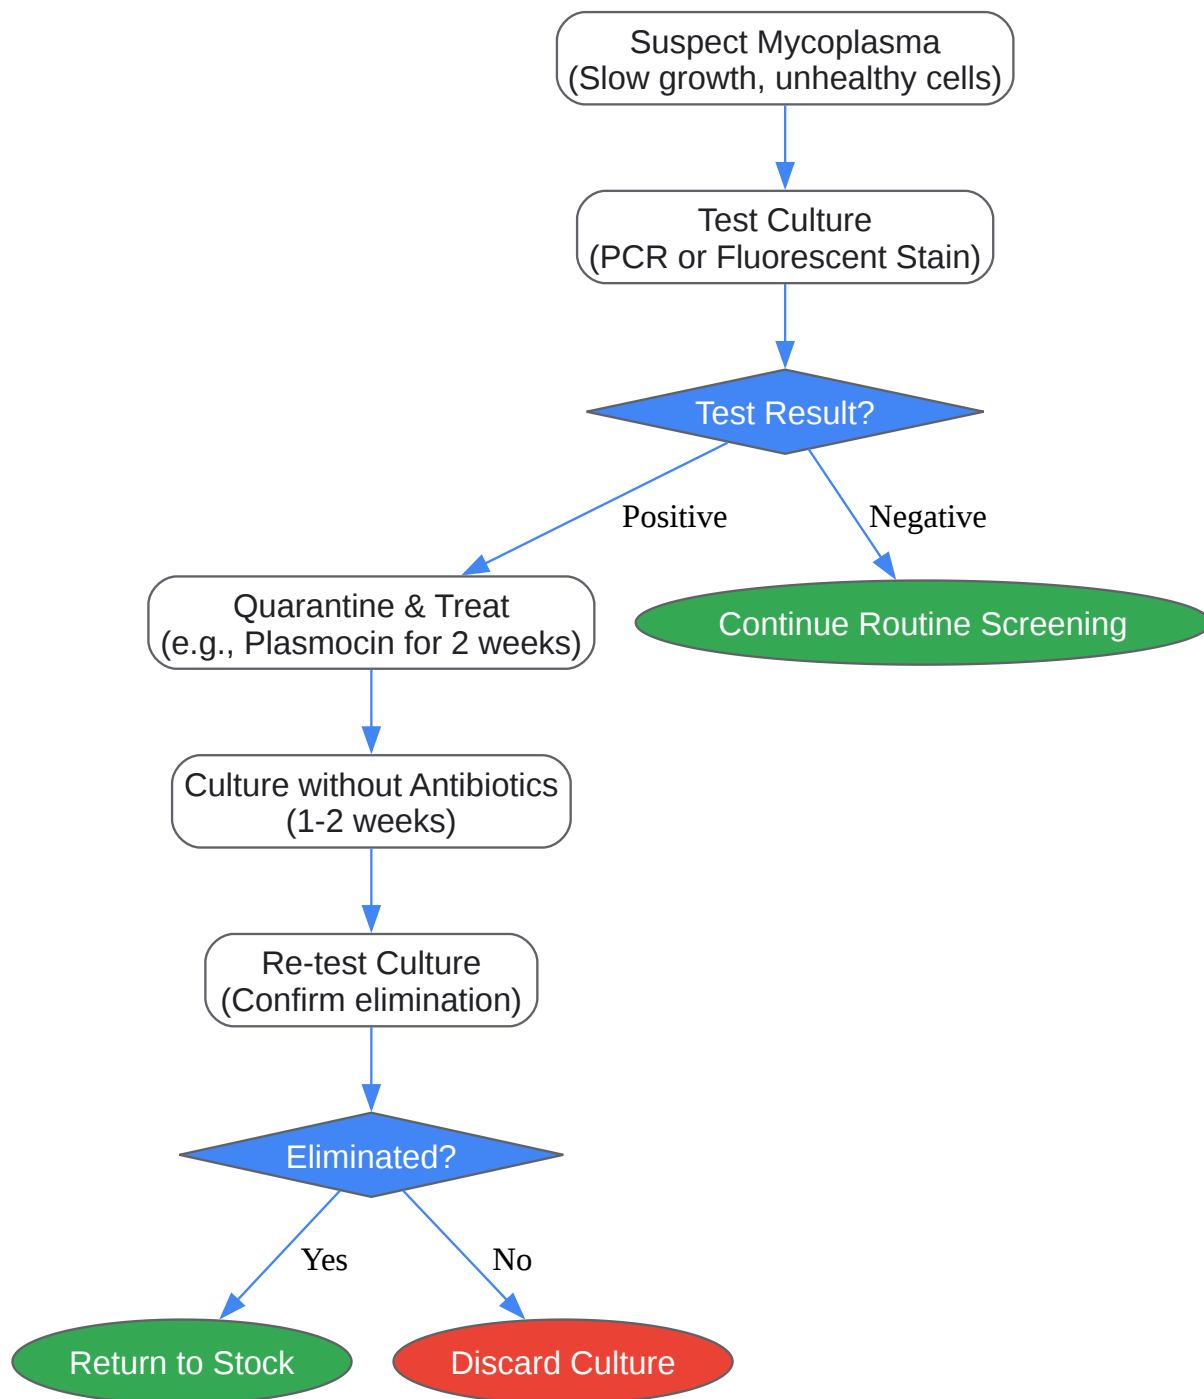 Suspect Mycoplasma
(Slow growth, unhealthy cells)
Test Culture
(PCR or Fluorescent Stain)
Test Result?
Positive
Negative
Quarantine & Treat
(e.g., Plasmocin for 2 weeks)
Continue Routine Screening
Culture without Antibiotics
(1-2 weeks)
Re-test Culture
(Confirm elimination)
Eliminated?
Yes
No
Return to Stock
Discard Culture